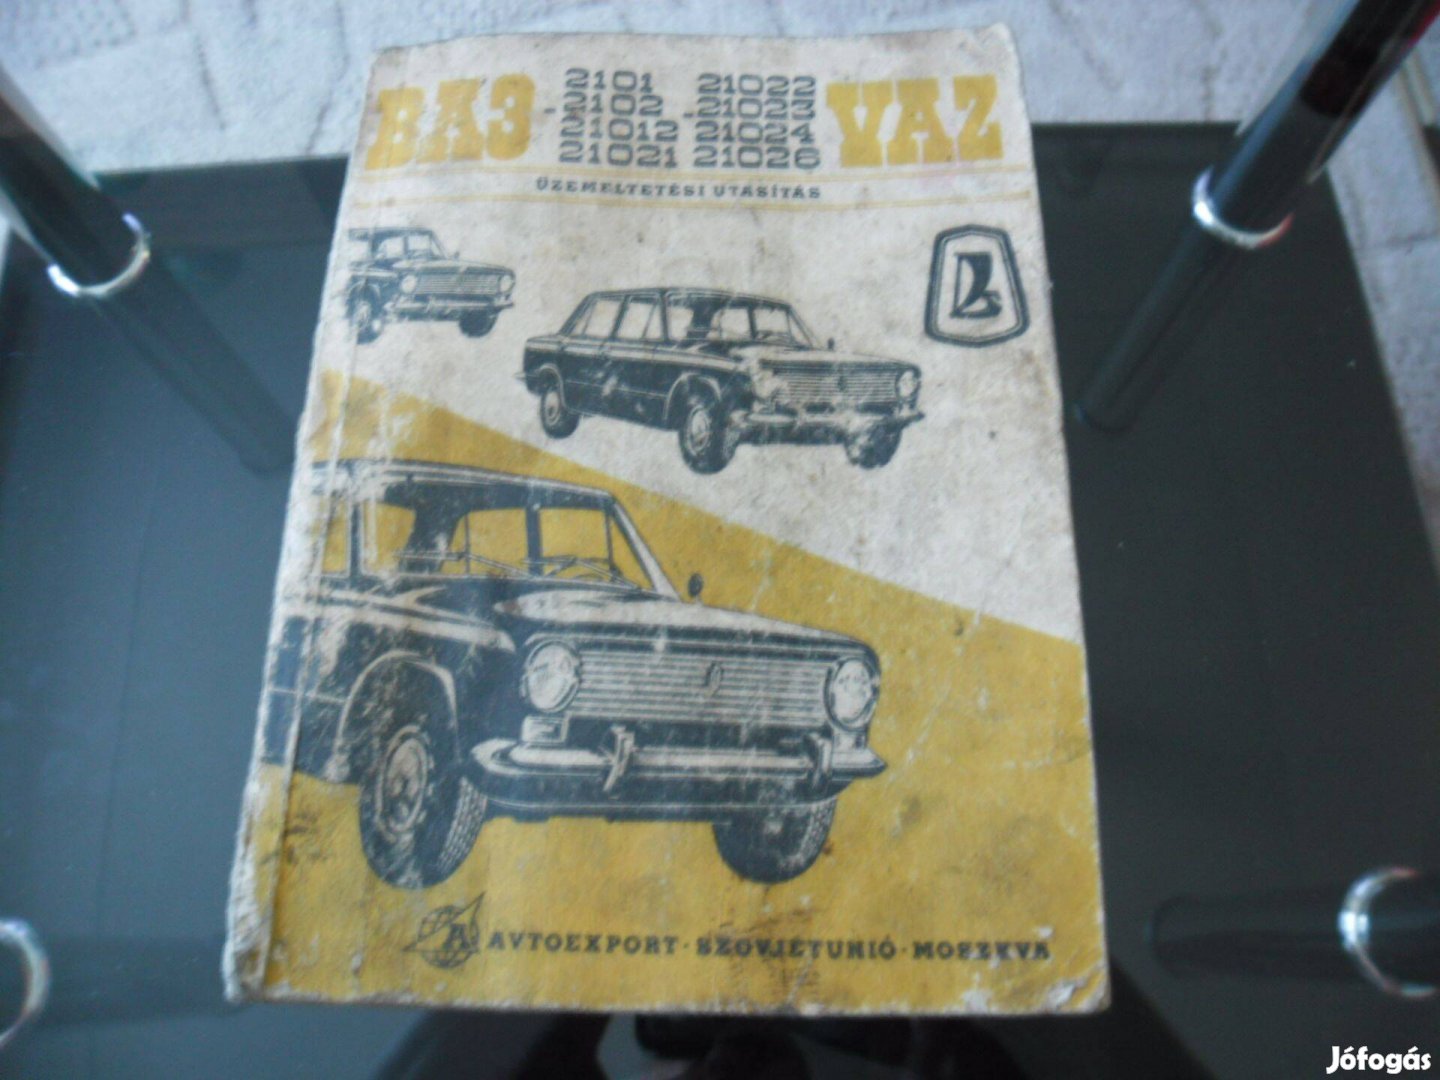 ВАЗ - 2101 - 21022 VAZ
2102 21023
21012 21024
21021 21026
ÜZEMELTETÉSI UTASÍTÁS
A
AVTOEXPORT · SZOVJETUNIÓ · MOSZKVA
Jófogás